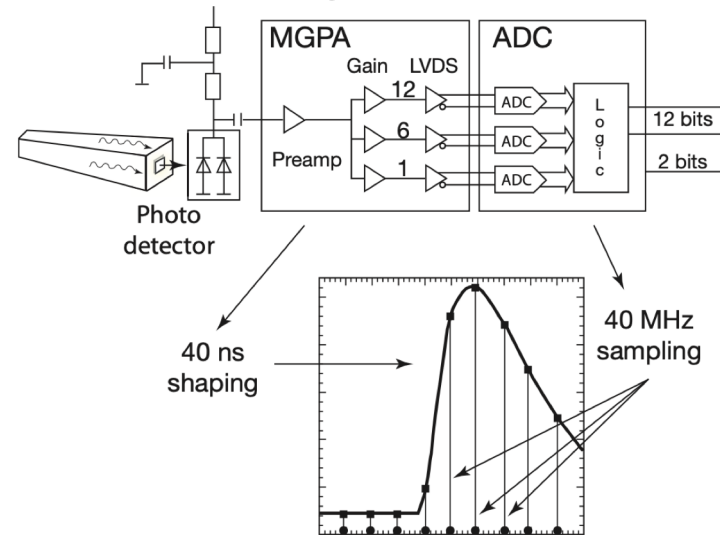 MGPA
ADC
Gain LVDS
12
6
1
Preamp
ADC
ADC
ADC
Logic
12 bits
2 bits
Photo
detector
40 ns
shaping
40 MHz
sampling